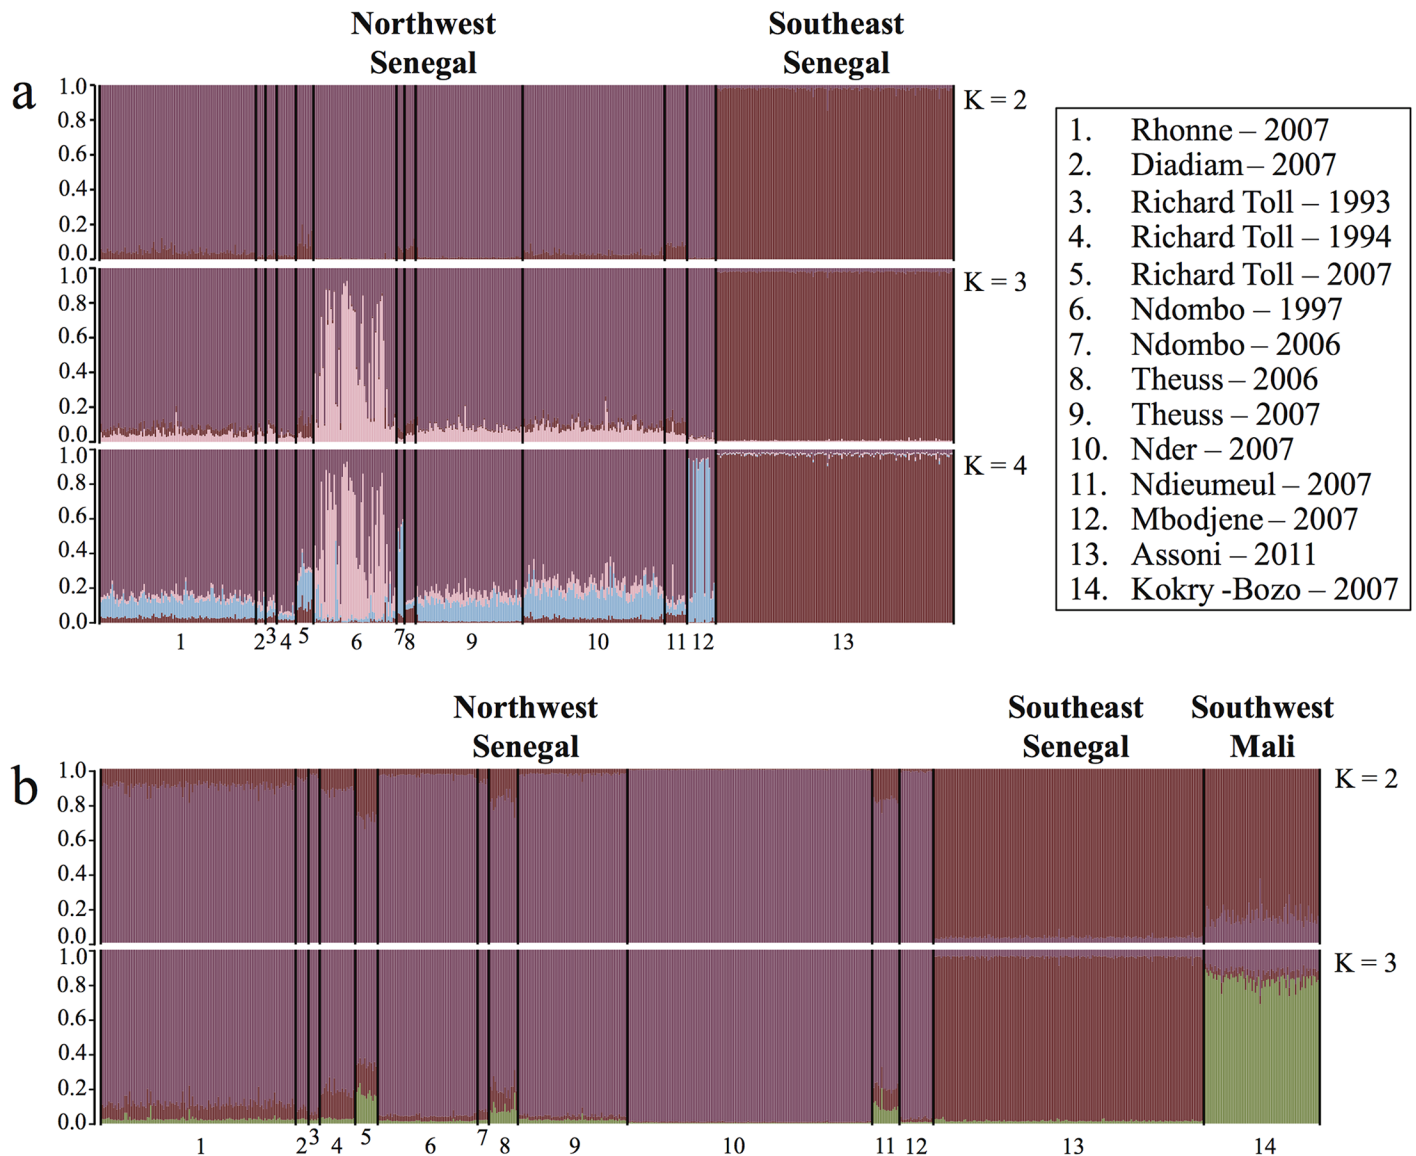 Northwest
Senegal
Southeast
Senegal
a
1.0
0.8
0.6
0.4
0.2
0.0
K = 2
1.0
0.8
0.6
0.4
0.2
0.0
K = 3
1.0
0.8
0.6
0.4
0.2
0.0
K = 4
1 2 3 4 5 6 7 8 9 10 11 12 13
1. Rhonne – 2007
2. Diadiam – 2007
3. Richard Toll – 1993
4. Richard Toll – 1994
5. Richard Toll – 2007
6. Ndombo – 1997
7. Ndombo – 2006
8. Theuss – 2006
9. Theuss – 2007
10. Nder – 2007
11. Ndieumeul – 2007
12. Mbodjene – 2007
13. Assoni – 2011
14. Kokry -Bozo – 2007
Northwest
Senegal
Southeast
Senegal
Southwest
Mali
b
1.0
0.8
0.6
0.4
0.2
0.0
K = 2
1.0
0.8
0.6
0.4
0.2
0.0
K = 3
1 2 3 4 5 6 7 8 9 10 11 12 13 14